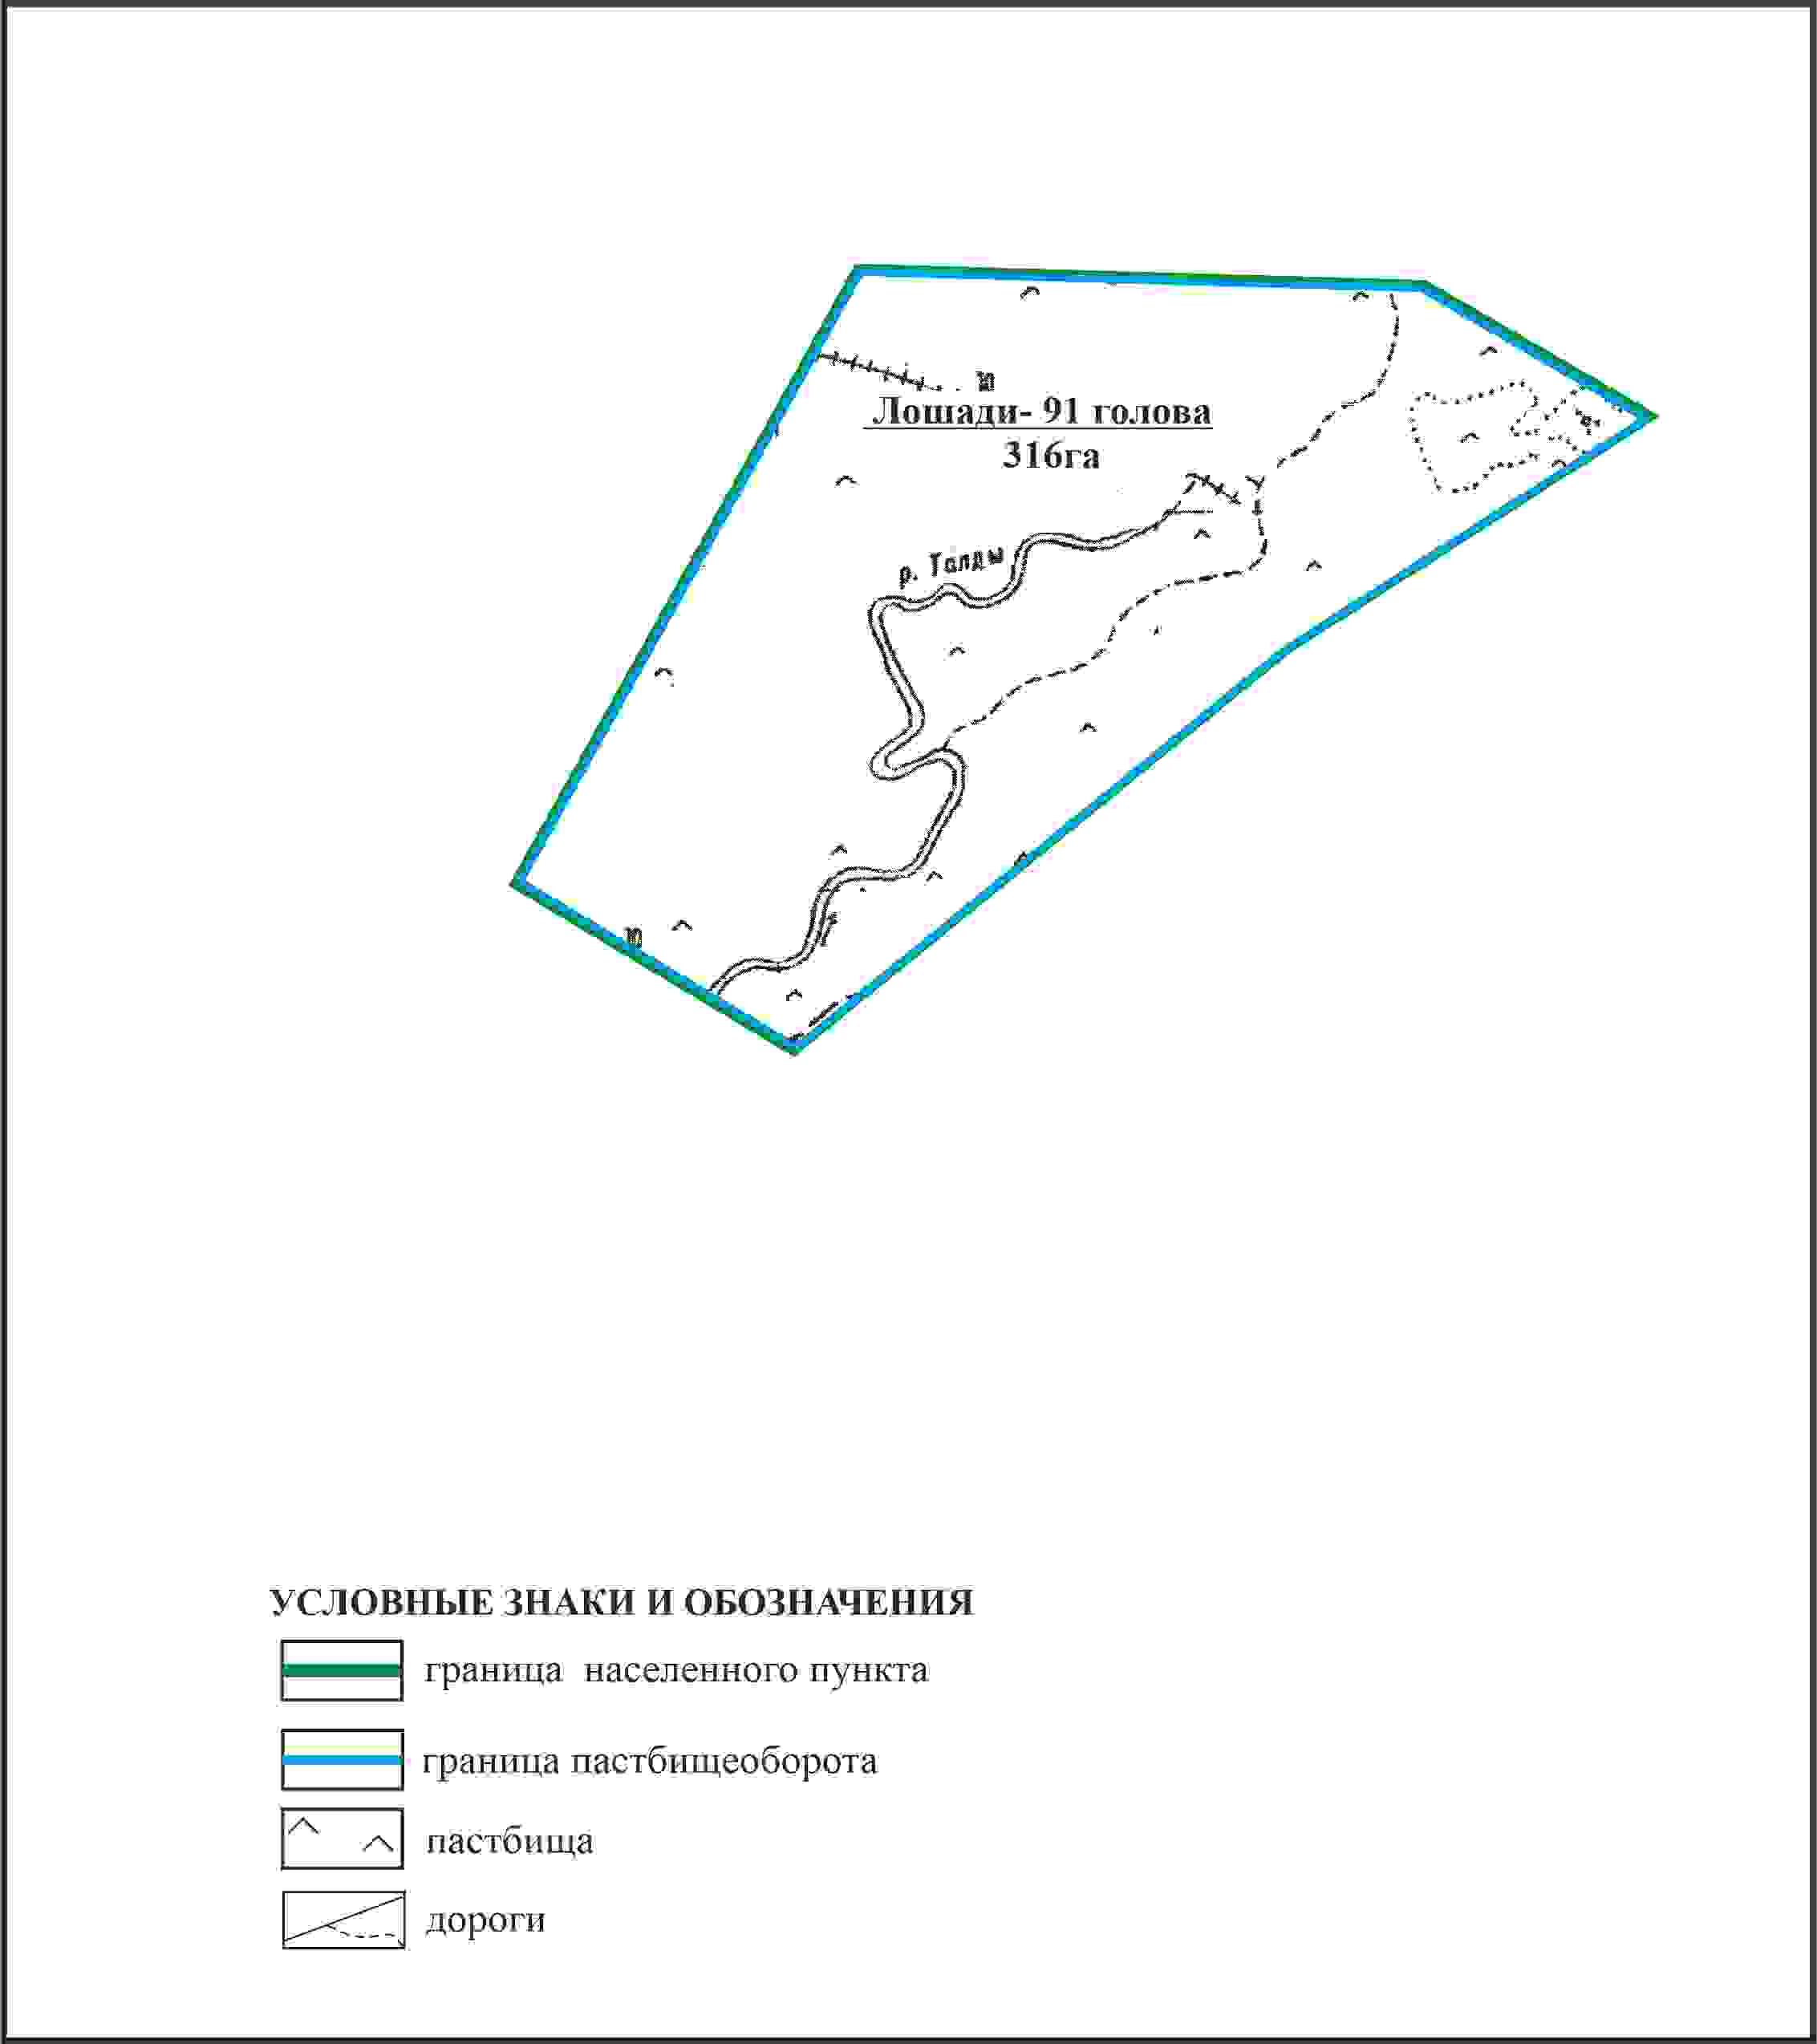 Лошади- 91 голова
316га
р. Талды
УСЛОВНЫЕ ЗНАКИ И ОБОЗНАЧЕНИЯ
граница населенного пункта
граница пастбищеоборота
пастбища
дороги